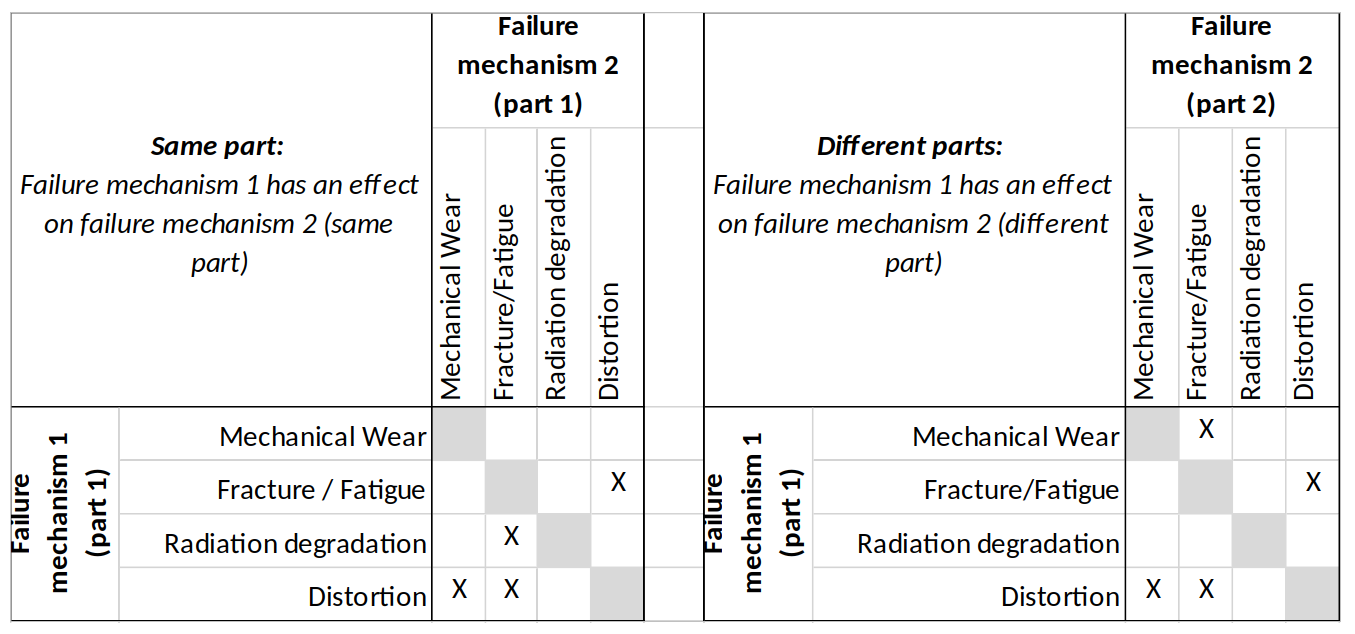 Same part:
Failure mechanism 1 has an effect
on failure mechanism 2 (same
part)
Failure
mechanism 2
(part 1)
Mechanical Wear
Fracture/Fatigue
Radiation degradation
Distortion
Failure
mechanism 1
(part 1)
Mechanical Wear
Fracture / Fatigue X
Radiation degradation X
Distortion X X
Different parts:
Failure mechanism 1 has an effect
on failure mechanism 2 (different
part)
Failure
mechanism 2
(part 2)
Mechanical Wear
Fracture/Fatigue
Radiation degradation
Distortion
Failure
mechanism 1
(part 1)
Mechanical Wear X
Fracture/Fatigue X
Radiation degradation
Distortion X X